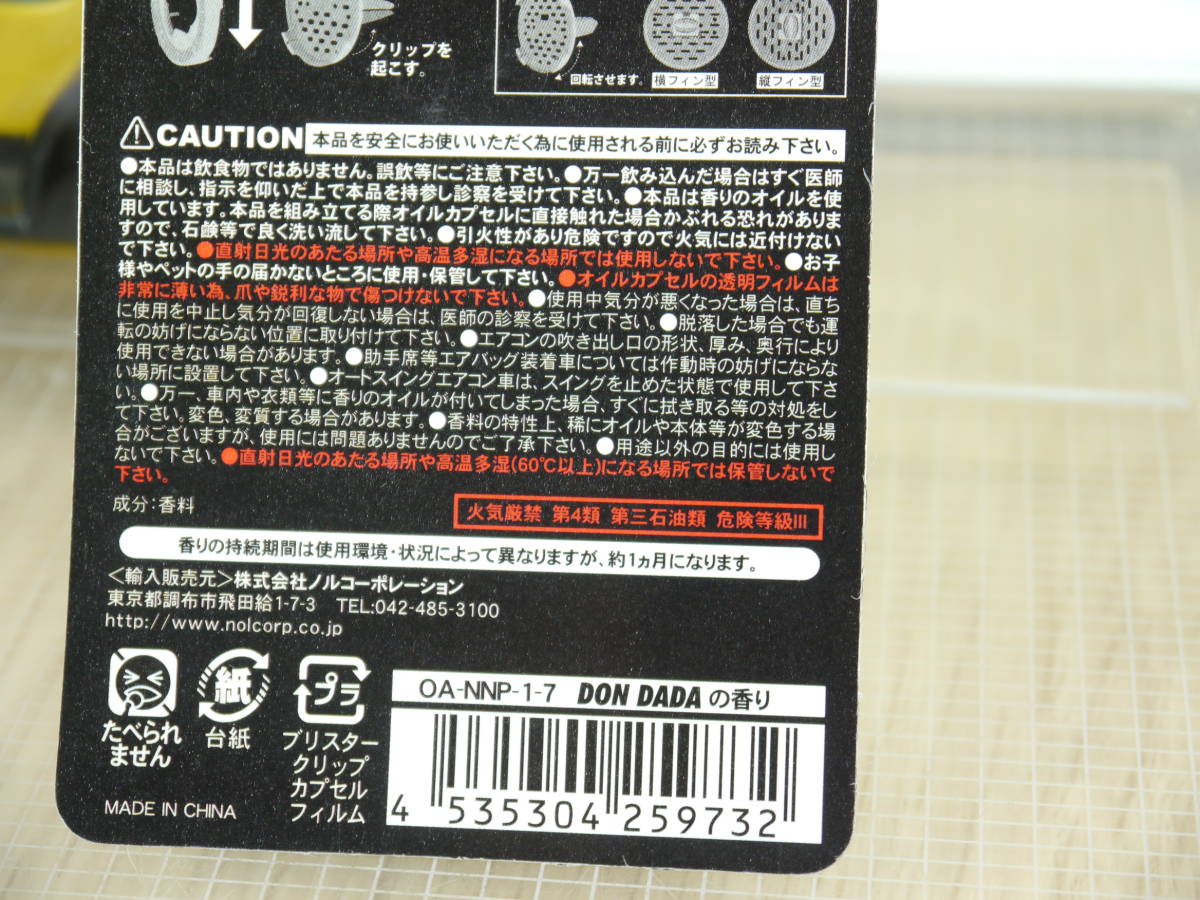 クリップを
起こす。
回転させます。
横フィン型
縦フィン型
CAUTION 本品を安全にお使いいただく為に使用される前に必ずお読み下さい。
●本品は飲食物ではありません。誤飲等にご注意下さい。●万一飲み込んだ場合はすぐ医師
に相談し、指示を仰いだ上で本品を持参し診察を受けて下さい。●本品は香りのオイルを使
用しています。本品を組み立てる際オイルカプセルに直接触れた場合かぶれる恐れがありま
すので、石鹸等で良く洗い流して下さい。●引火性があり危険ですので火気には近付けない
で下さい。●直射日光のあたる場所や高温多湿になる場所では使用しないで下さい。●お子
様やペットの手の届かないところに使用・保管して下さい。●オイルカプセルの透明フィルムは
非常に薄い為、爪や鋭利な物で傷つけないで下さい。●使用中気分が悪くなった場合は、直ち
に使用を中止し気分が回復しない場合は、医師の診察を受けて下さい。●脱落した場合でも運
転の妨げにならない位置に取り付けて下さい。●エアコンの吹き出し口の形状、厚み、奥行により
使用できない場合があります。●助手席等エアバッグ装着車については作動時の妨げにならな
い場所に設置して下さい。●オートスイングエアコン車は、スイングを止めた状態で使用して下さ
い。●万一、車内や衣類等に香りのオイルが付いてしまった場合、すぐに拭き取る等の対処をし
て下さい。変色、変質する場合があります。●香料の特性上、稀にオイルや本体等が変色する場
合がございますが、使用には問題ありませんのでご了承下さい。●用途以外の目的には使用し
ないで下さい。●直射日光のあたる場所や高温多湿(60℃以上)になる場所では保管しないで
下さい。
成分:香料
火気厳禁 第4類 第三石油類 危険等級III
香りの持続期間は使用環境・状況によって異なりますが、約1ヵ月になります。
<輸入販売元>株式会社ノルコーポレーション
東京都調布市飛田給1-7-3 TEL:042-485-3100
http://www.nolcorp.co.jp
たべられ
ません
紙
台紙
プラ
ブリスター
クリップ
カプセル
フィルム
MADE IN CHINA
OA-NNP-1-7 DON DADA の香り
4 535304 259732